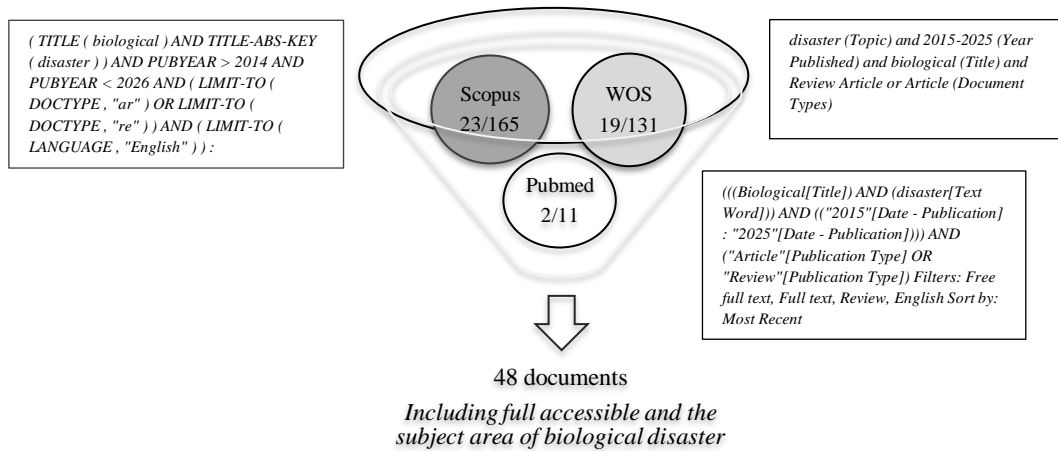 ( TITLE ( biological ) AND TITLE-ABS-KEY
( disaster ) ) AND PUBYEAR > 2014 AND
PUBYEAR < 2026 AND ( LIMIT-TO (
DOCTYPE , "ar" ) OR LIMIT-TO (
DOCTYPE , "re" ) ) AND ( LIMIT-TO (
LANGUAGE , "English" ) ) :
Scopus
23/165
WOS
19/131
Pubmed
2/11
disaster (Topic) and 2015-2025 (Year
Published) and biological (Title) and
Review Article or Article (Document
Types)
(((Biological[Title]) AND (disaster[Text
Word])) AND (("2015"[Date - Publication]
: "2025"[Date - Publication]))) AND
("Article"[Publication Type] OR
"Review"[Publication Type]) Filters: Free
full text, Full text, Review, English Sort by:
Most Recent
48 documents
Including full accessible and the
subject area of biological disaster